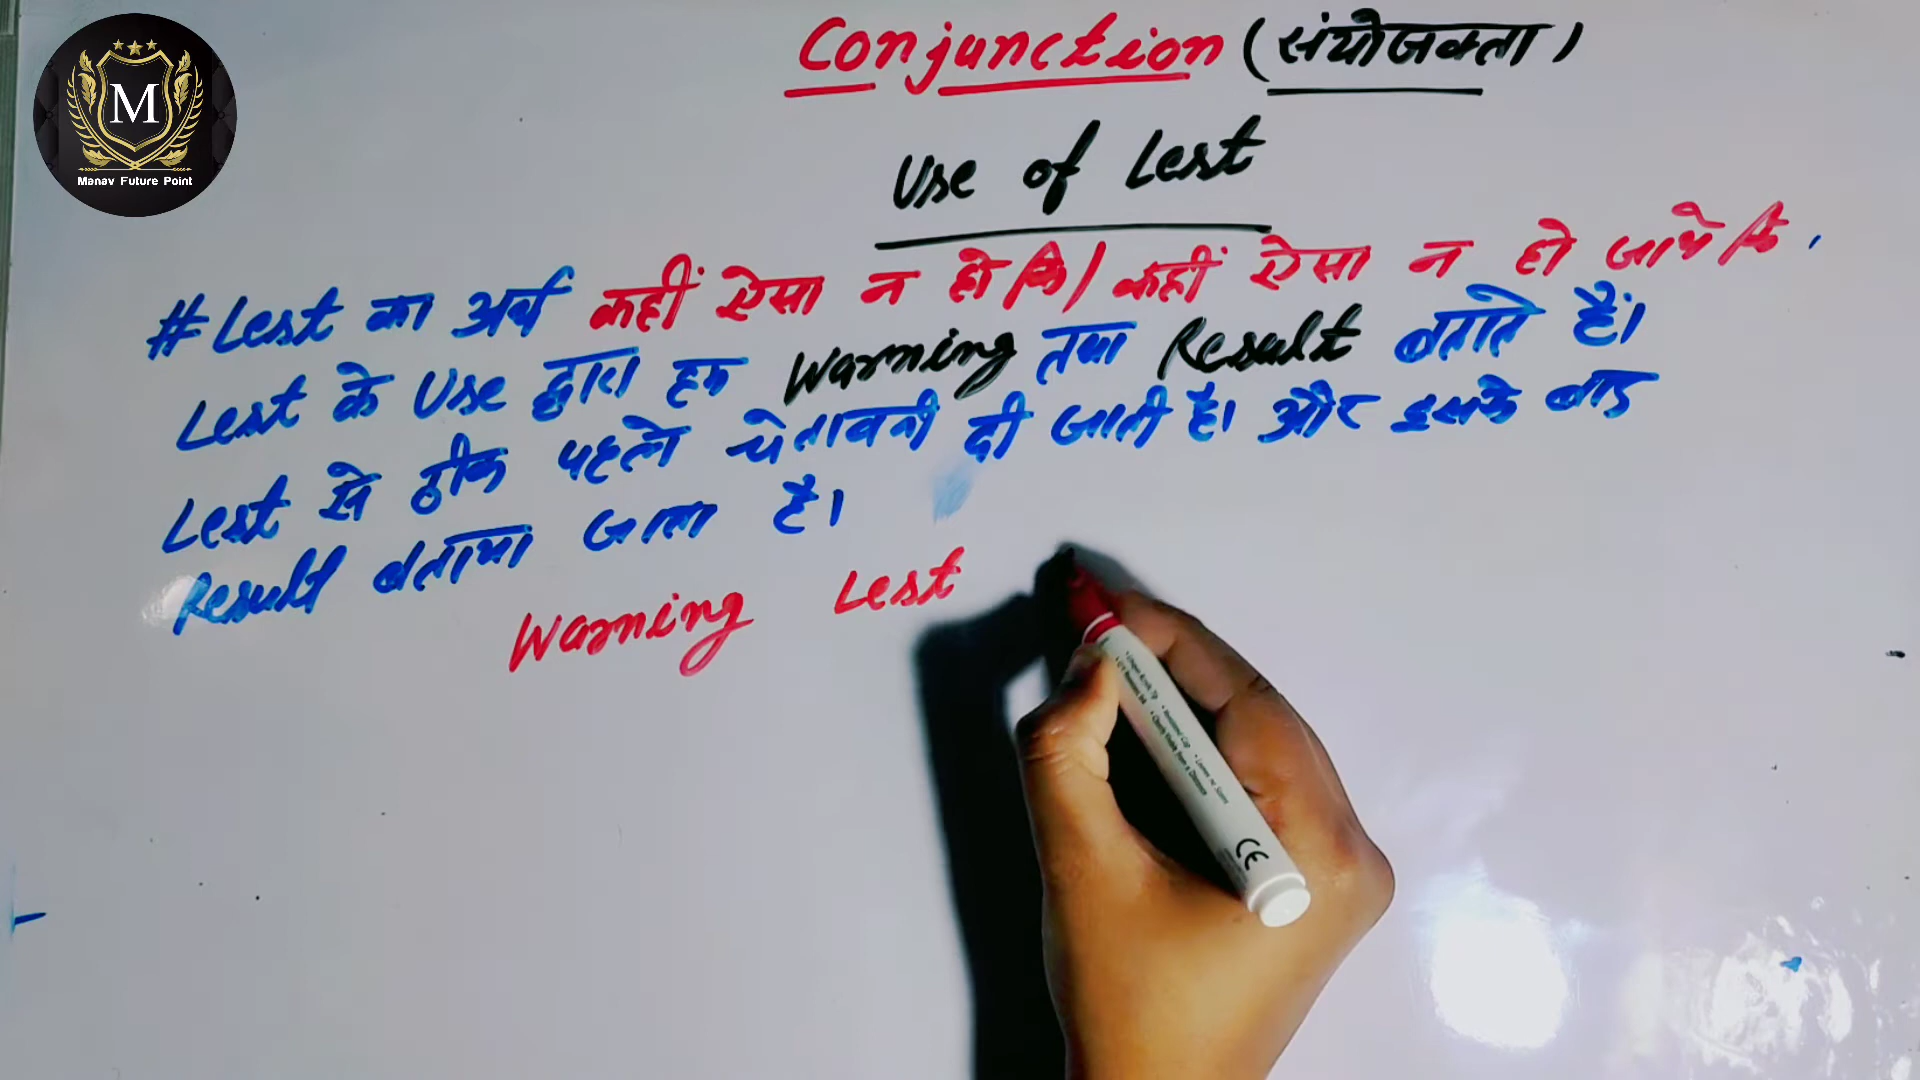 M
Manav Future Point
Conjunction (संयोजकता)
Use of Lest
#Lest का अर्थ कहीं ऐसा न हो कि / कहीं ऐसा न हो जाये कि,
Lest के Use द्वारा हम Warning तथा Result बताते हैं।
Lest से ठीक पहले चेतावनी दी जाती है। और इसके बाद
Result बताया जाता है।
Warning Lest
CE